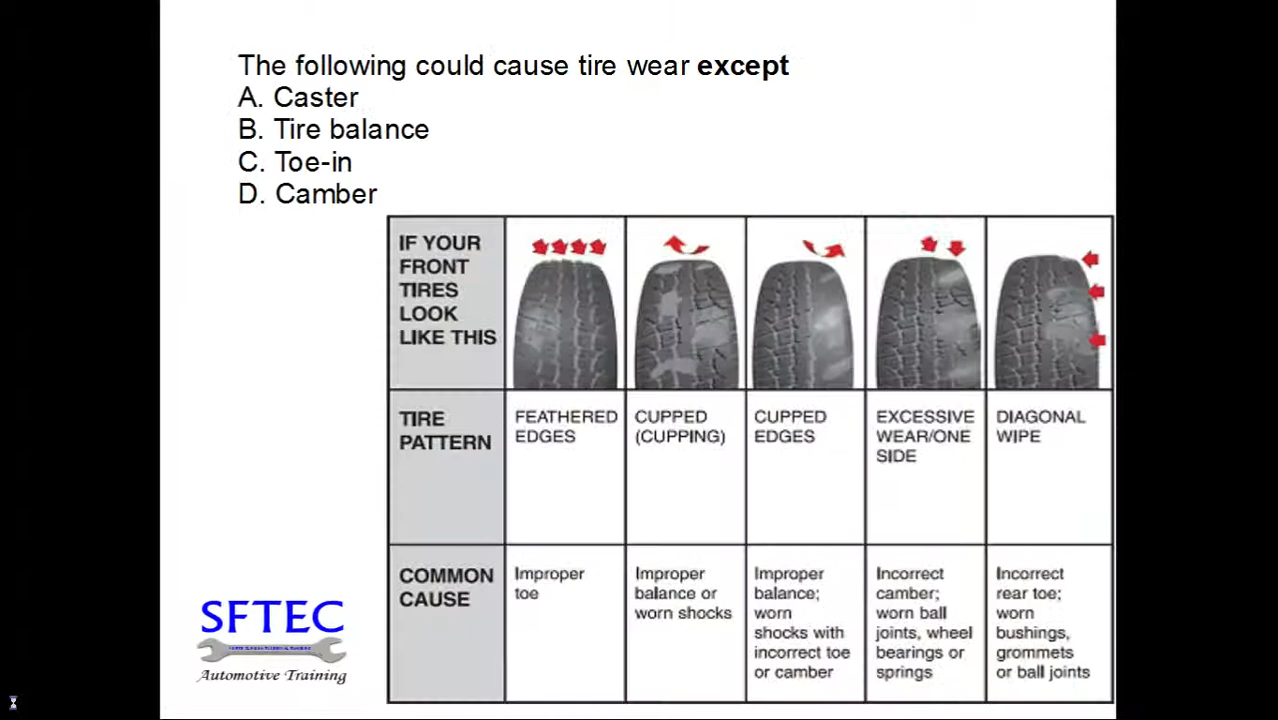 The following could cause tire wear except
A. Caster
B. Tire balance
C. Toe-in
D. Camber
IF YOUR
FRONT
TIRES
LOOK
LIKE THIS
TIRE
PATTERN
FEATHERED
EDGES
CUPPED
(CUPPING)
CUPPED
EDGES
EXCESSIVE
WEAR/ONE
SIDE
DIAGONAL
WIPE
COMMON
CAUSE
Improper
toe
Improper
balance or
worn shocks
Improper
balance;
worn
shocks with
incorrect toe
or camber
Incorrect
camber;
worn ball
joints, wheel
bearings or
springs
Incorrect
rear toe;
worn
bushings,
grommets
or ball joints
SFTEC
Automotive Training